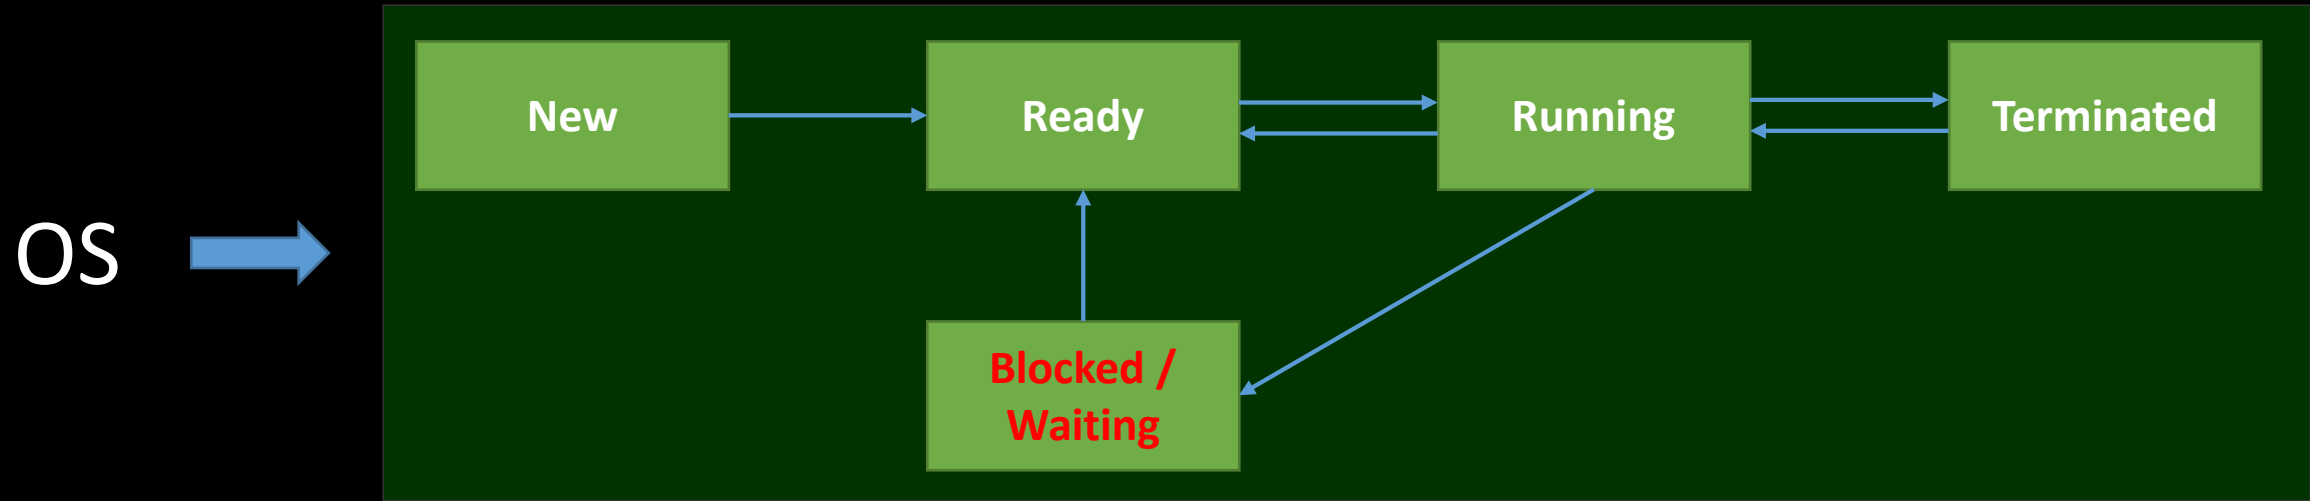 OS
New
Ready
Running
Terminated
Blocked /
Waiting